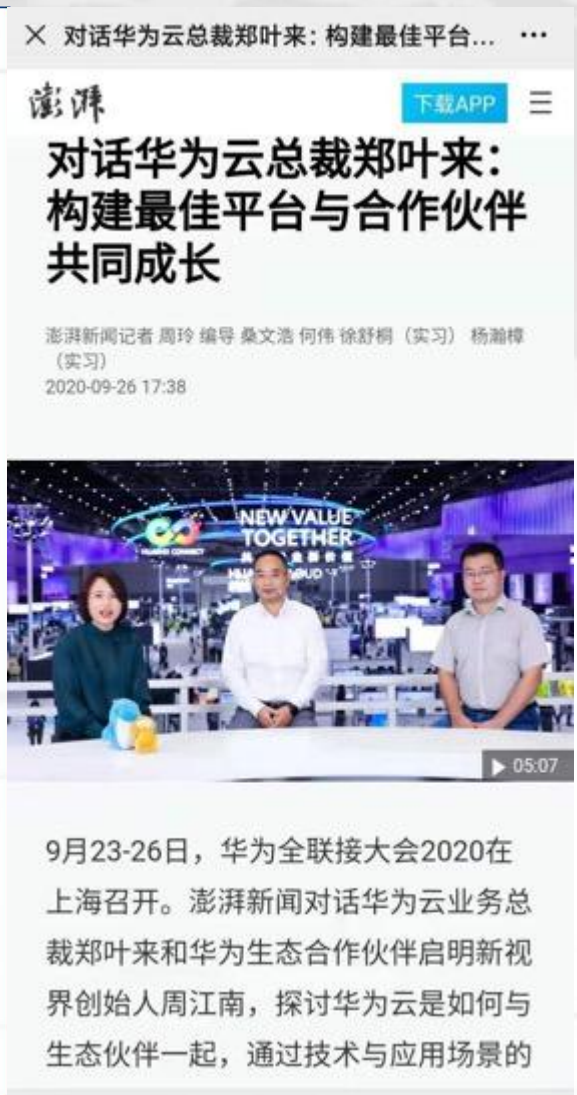 × 对话华为云总裁郑叶来：构建最佳平台... ···
澎湃 下载APP
对话华为云总裁郑叶来：
构建最佳平台与合作伙伴
共同成长
澎湃新闻记者 周玲 编导 桑文浩 何伟 徐舒桐（实习） 杨瀚樟
（实习）
2020-09-26 17:38
NEW VALUE
TOGETHER
HUAWEI CONNECT
05:07
9月23-26日，华为全联接大会2020在
上海召开。澎湃新闻对话华为云业务总
裁郑叶来和华为生态合作伙伴启明新视
界创始人周江南，探讨华为云是如何与
生态伙伴一起，通过技术与应用场景的